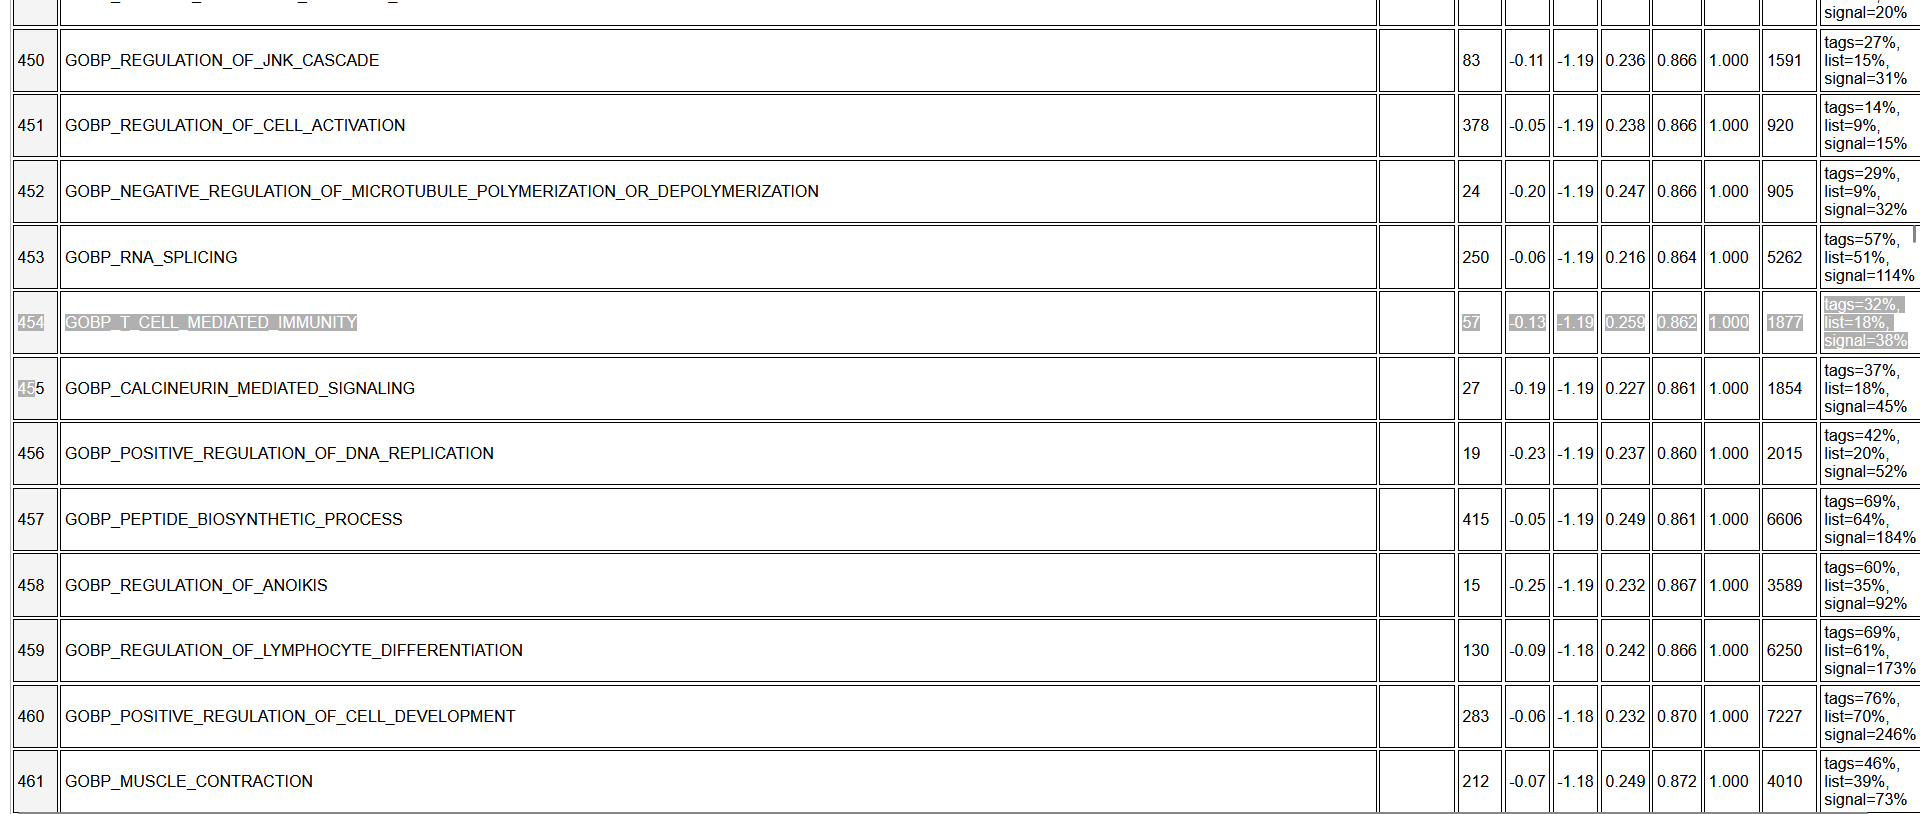 signal=20%
450 GOBP_REGULATION_OF_JNK_CASCADE 83 -0.11 -1.19 0.236 0.866 1.000 1591 tags=27%,
list=15%,
signal=31%
451 GOBP_REGULATION_OF_CELL_ACTIVATION 378 -0.05 -1.19 0.238 0.866 1.000 920 tags=14%,
list=9%,
signal=15%
452 GOBP_NEGATIVE_REGULATION_OF_MICROTUBULE_POLYMERIZATION_OR_DEPOLYMERIZATION 24 -0.20 -1.19 0.247 0.866 1.000 905 tags=29%,
list=9%,
signal=32%
453 GOBP_RNA_SPLICING 250 -0.06 -1.19 0.216 0.864 1.000 5262 tags=57%,
list=51%,
signal=114%
454 GOBP_T_CELL_MEDIATED_IMMUNITY 57 -0.13 -1.19 0.259 0.862 1.000 1877 tags=32%,
list=18%,
signal=38%
455 GOBP_CALCINEURIN_MEDIATED_SIGNALING 27 -0.19 -1.19 0.227 0.861 1.000 1854 tags=37%,
list=18%,
signal=45%
456 GOBP_POSITIVE_REGULATION_OF_DNA_REPLICATION 19 -0.23 -1.19 0.237 0.860 1.000 2015 tags=42%,
list=20%,
signal=52%
457 GOBP_PEPTIDE_BIOSYNTHETIC_PROCESS 415 -0.05 -1.19 0.249 0.861 1.000 6606 tags=69%,
list=64%,
signal=184%
458 GOBP_REGULATION_OF_ANOIKIS 15 -0.25 -1.19 0.232 0.867 1.000 3589 tags=60%,
list=35%,
signal=92%
459 GOBP_REGULATION_OF_LYMPHOCYTE_DIFFERENTIATION 130 -0.09 -1.18 0.242 0.866 1.000 6250 tags=69%,
list=61%,
signal=173%
460 GOBP_POSITIVE_REGULATION_OF_CELL_DEVELOPMENT 283 -0.06 -1.18 0.232 0.870 1.000 7227 tags=76%,
list=70%,
signal=246%
461 GOBP_MUSCLE_CONTRACTION 212 -0.07 -1.18 0.249 0.872 1.000 4010 tags=46%,
list=39%,
signal=73%